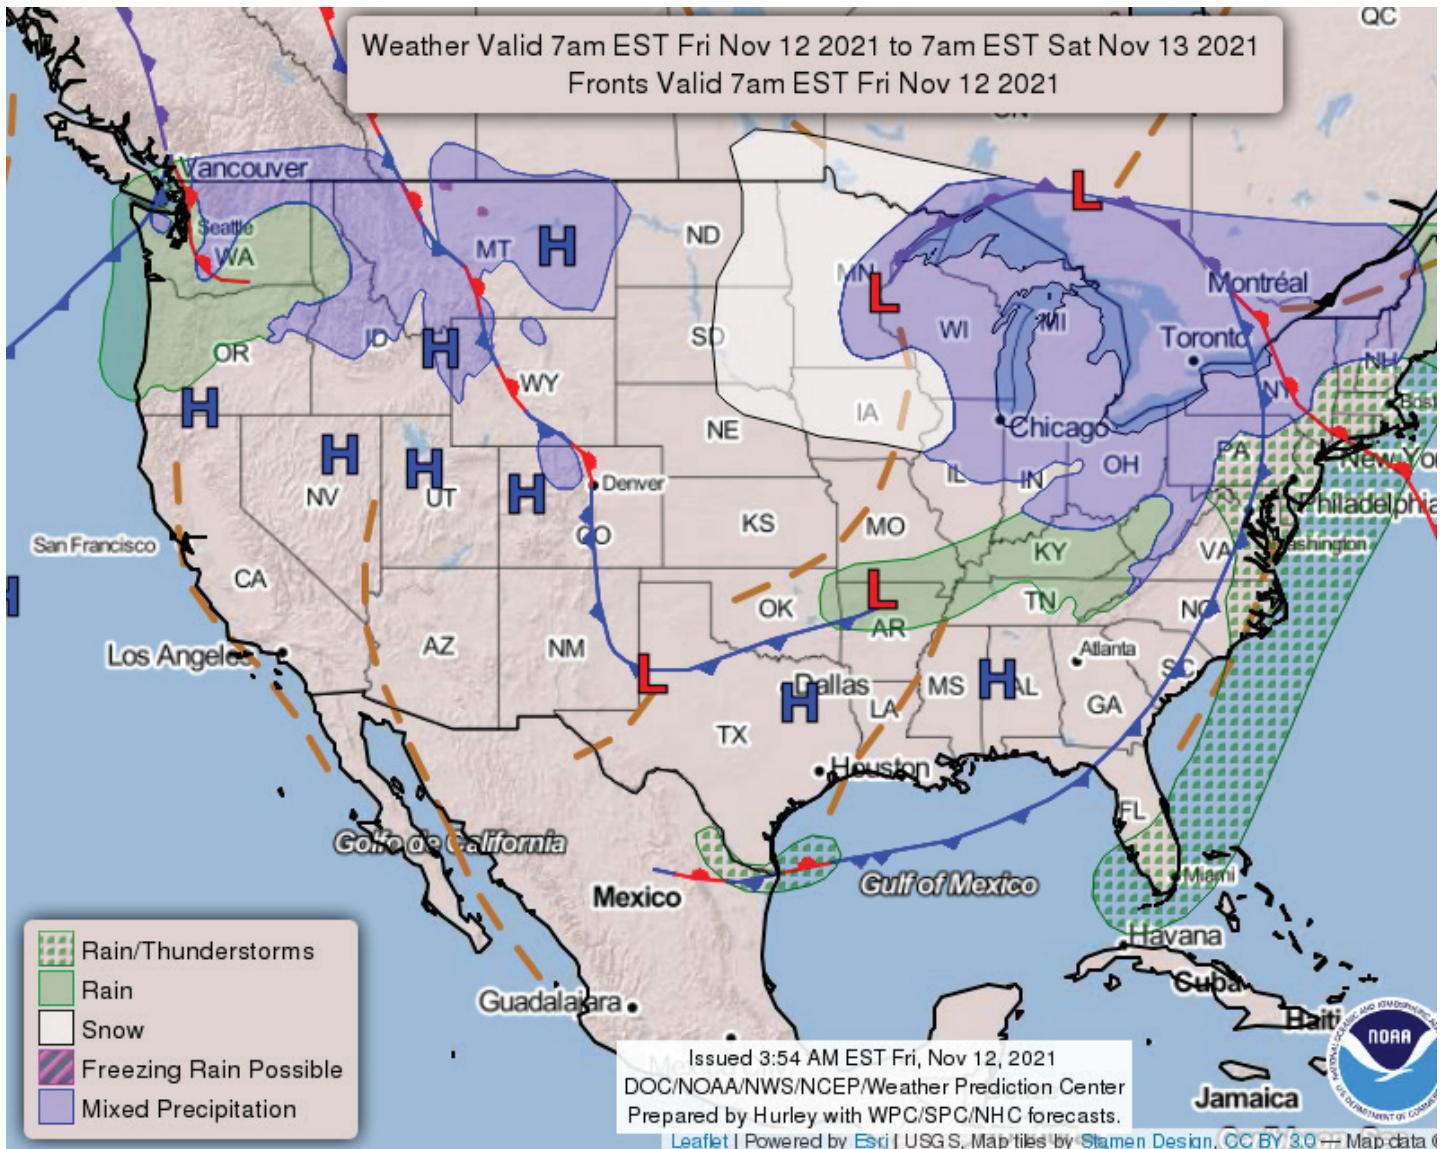 QC
Weather Valid 7am EST Fri Nov 12 2021 to 7am EST Sat Nov 13 2021
Fronts Valid 7am EST Fri Nov 12 2021
ON
Vancouver
Seattle
WA
MT
H
ND
MN
L
L
Montréal
OR
ID
H
WY
SD
WI
MI
Toronto
NH
NY
H
IA
NE
Chicago
Boston
H
H
NV
UT
H
Denver
IL
IN
OH
PA
New Yo
Philadelphia
San Francisco
CO
KS
MO
KY
VA
Washington
CA
H
OK
L
AR
TN
NC
Los Angeles
AZ
NM
L
Dallas
H
MS
H
AL
Atlanta
SC
GA
LA
TX
Houston
FL
Golfo de California
Mexico
Gulf of Mexico
Miami
Havana
Cuba
Haiti
Guadalajara
Jamaica
Rain/Thunderstorms
Rain
Snow
Freezing Rain Possible
Mixed Precipitation
Mexico City
Issued 3:54 AM EST Fri, Nov 12, 2021
DOC/NOAA/NWS/NCEP/Weather Prediction Center
Prepared by Hurley with WPC/SPC/NHC forecasts.
NOAA
Leaflet | Powered by Esri | USGS, Map tiles by Stamen Design, CC BY 3.0 — Map data ©